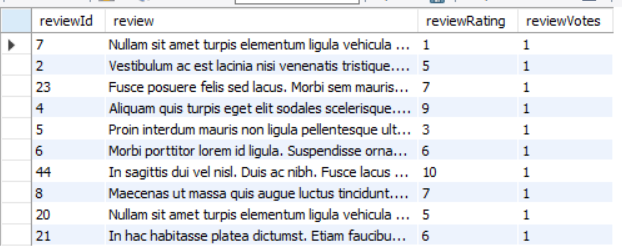 reviewId review reviewRating reviewVotes
7 Nullam sit amet turpis elementum ligula vehicula ... 1 1
2 Vestibulum ac est lacinia nisi venenatis tristique.... 5 1
23 Fusce posuere felis sed lacus. Morbi sem mauris... 7 1
4 Aliquam quis turpis eget elit sodales scelerisque.... 9 1
5 Proin interdum mauris non ligula pellentesque ult... 3 1
6 Morbi porttitor lorem id ligula. Suspendisse orna... 6 1
44 In sagittis dui vel nisl. Duis ac nibh. Fusce lacus ... 10 1
8 Maecenas ut massa quis augue luctus tincidunt.... 7 1
20 Nullam sit amet turpis elementum ligula vehicula ... 5 1
21 In hac habitasse platea dictumst. Etiam faucibu... 6 1